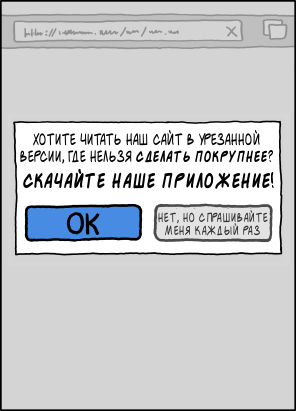 ХОТИТЕ ЧИТАТЬ НАШ САЙТ В УРЕЗАННОЙ
ВЕРСИИ, ГДЕ НЕЛЬЗЯ СДЕЛАТЬ ПОКРУПНЕЕ?
СКАЧАЙТЕ НАШЕ ПРИЛОЖЕНИЕ!
ОК
НЕТ, НО СПРАШИВАЙТЕ
МЕНЯ КАЖДЫЙ РАЗ